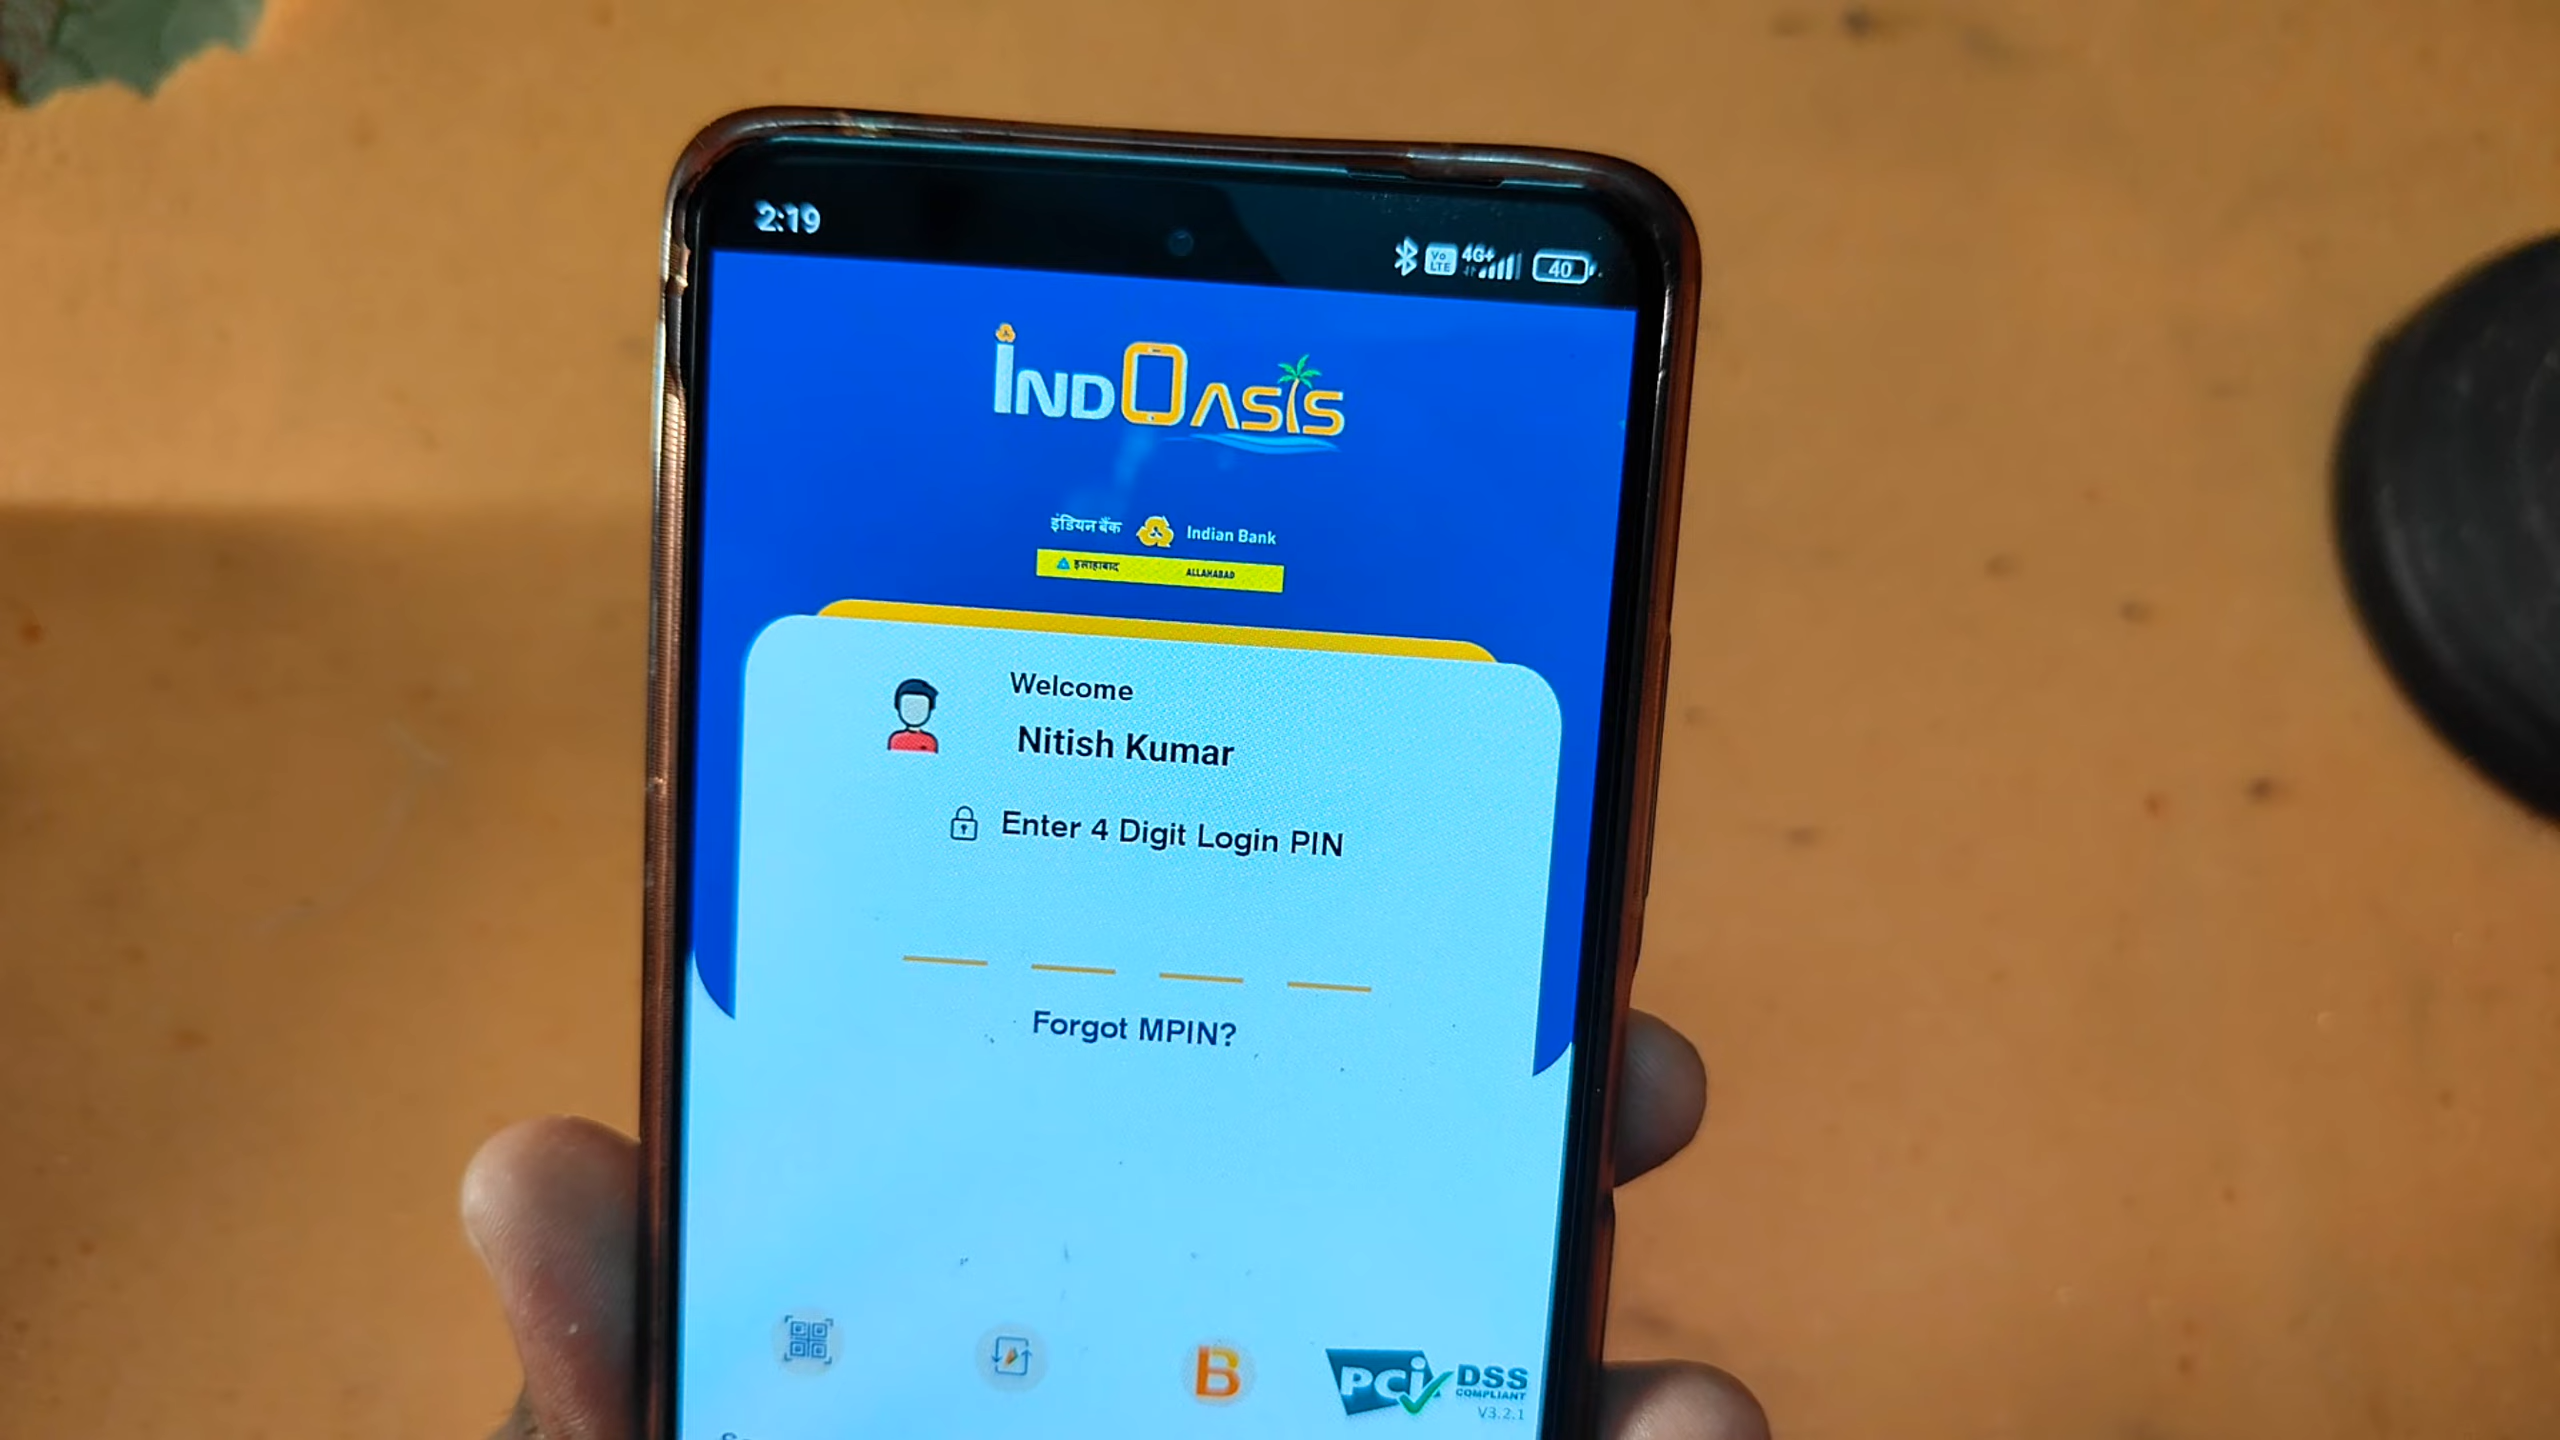 2:19
Vo LTE 4G+ 40
INDOASIS
इंडियन बैंक Indian Bank
इलाहाबाद ALLAHABAD
Welcome
Nitish Kumar
Enter 4 Digit Login PIN
Forgot MPIN?
B
PCi DSS
COMPLIANT
V3.2.1